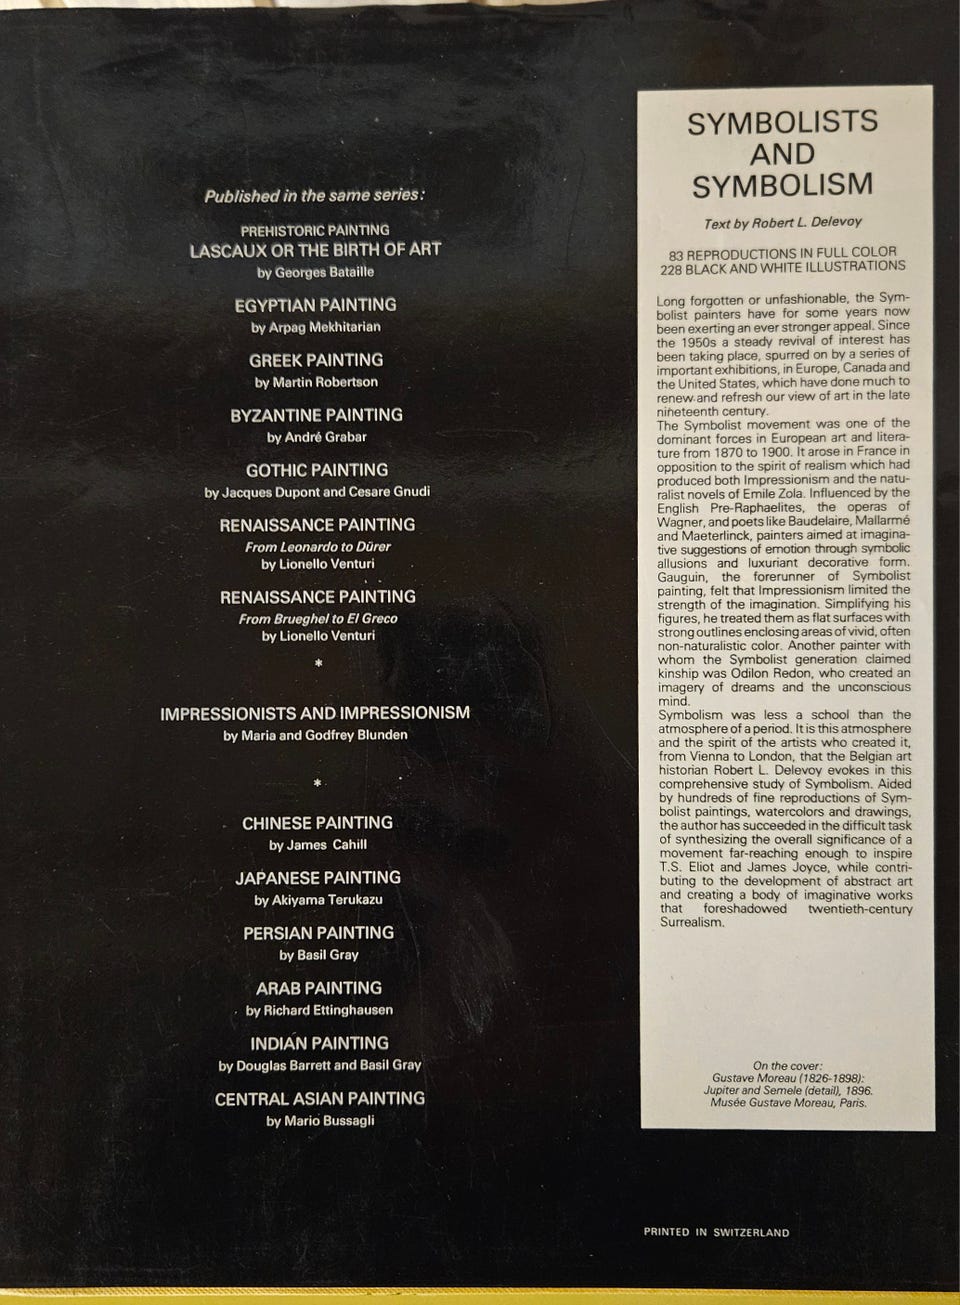 Published in the same series:
PREHISTORIC PAINTING
LASCAUX OR THE BIRTH OF ART
by Georges Bataille
EGYPTIAN PAINTING
by Arpag Mekhitarian
GREEK PAINTING
by Martin Robertson
BYZANTINE PAINTING
by André Grabar
GOTHIC PAINTING
by Jacques Dupont and Cesare Gnudi
RENAISSANCE PAINTING
From Leonardo to Dürer
by Lionello Venturi
RENAISSANCE PAINTING
From Brueghel to El Greco
by Lionello Venturi
*
IMPRESSIONISTS AND IMPRESSIONISM
by Maria and Godfrey Blunden
*
CHINESE PAINTING
by James Cahill
JAPANESE PAINTING
by Akiyama Terukazu
PERSIAN PAINTING
by Basil Gray
ARAB PAINTING
by Richard Ettinghausen
INDIAN PAINTING
by Douglas Barrett and Basil Gray
CENTRAL ASIAN PAINTING
by Mario Bussagli
SYMBOLISTS
AND
SYMBOLISM
Text by Robert L. Delevoy
83 REPRODUCTIONS IN FULL COLOR
228 BLACK AND WHITE ILLUSTRATIONS
Long forgotten or unfashionable, the Sym-
bolist painters have for some years now
been exerting an ever stronger appeal. Since
the 1950s a steady revival of interest has
been taking place, spurred on by a series of
important exhibitions, in Europe, Canada and
the United States, which have done much to
renew and refresh our view of art in the late
nineteenth century.
The Symbolist movement was one of the
dominant forces in European art and litera-
ture from 1870 to 1900. It arose in France in
opposition to the spirit of realism which had
produced both Impressionism and the natu-
ralist novels of Emile Zola. Influenced by the
English Pre-Raphaelites, the operas of
Wagner, and poets like Baudelaire, Mallarmé
and Maeterlinck, painters aimed at imagina-
tive suggestions of emotion through symbolic
allusions and luxuriant decorative form.
Gauguin, the forerunner of Symbolist
painting, felt that Impressionism limited the
strength of the imagination. Simplifying his
figures, he treated them as flat surfaces with
strong outlines enclosing areas of vivid, often
non-naturalistic color. Another painter with
whom the Symbolist generation claimed
kinship was Odilon Redon, who created an
imagery of dreams and the unconscious
mind.
Symbolism was less a school than the
atmosphere of a period. It is this atmosphere
and the spirit of the artists who created it,
from Vienna to London, that the Belgian art
historian Robert L. Delevoy evokes in this
comprehensive study of Symbolism. Aided
by hundreds of fine reproductions of Sym-
bolist paintings, watercolors and drawings,
the author has succeeded in the difficult task
of synthesizing the overall significance of a
movement far-reaching enough to inspire
T.S. Eliot and James Joyce, while contri-
buting to the development of abstract art
and creating a body of imaginative works
that foreshadowed twentieth-century
Surrealism.
On the cover:
Gustave Moreau (1826-1898):
Jupiter and Semele (detail), 1896.
Musée Gustave Moreau, Paris.
PRINTED IN SWITZERLAND